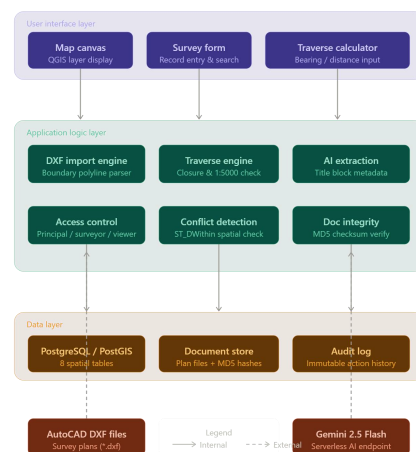 User interface layer
Map canvas
QGIS layer display
Survey form
Record entry & search
Traverse calculator
Bearing / distance input
Application logic layer
DXF import engine
Boundary polyline parser
Traverse engine
Closure & 1:5000 check
AI extraction
Title block metadata
Access control
Principal / surveyor / viewer
Conflict detection
ST_DWithin spatial check
Doc integrity
MD5 checksum verify
Data layer
PostgreSQL / PostGIS
8 spatial tables
Document store
Plan files + MD5 hashes
Audit log
Immutable action history
AutoCAD DXF files
Survey plans (*.dxf)
Legend
Internal
External
Gemini 2.5 Flash
Serverless AI endpoint